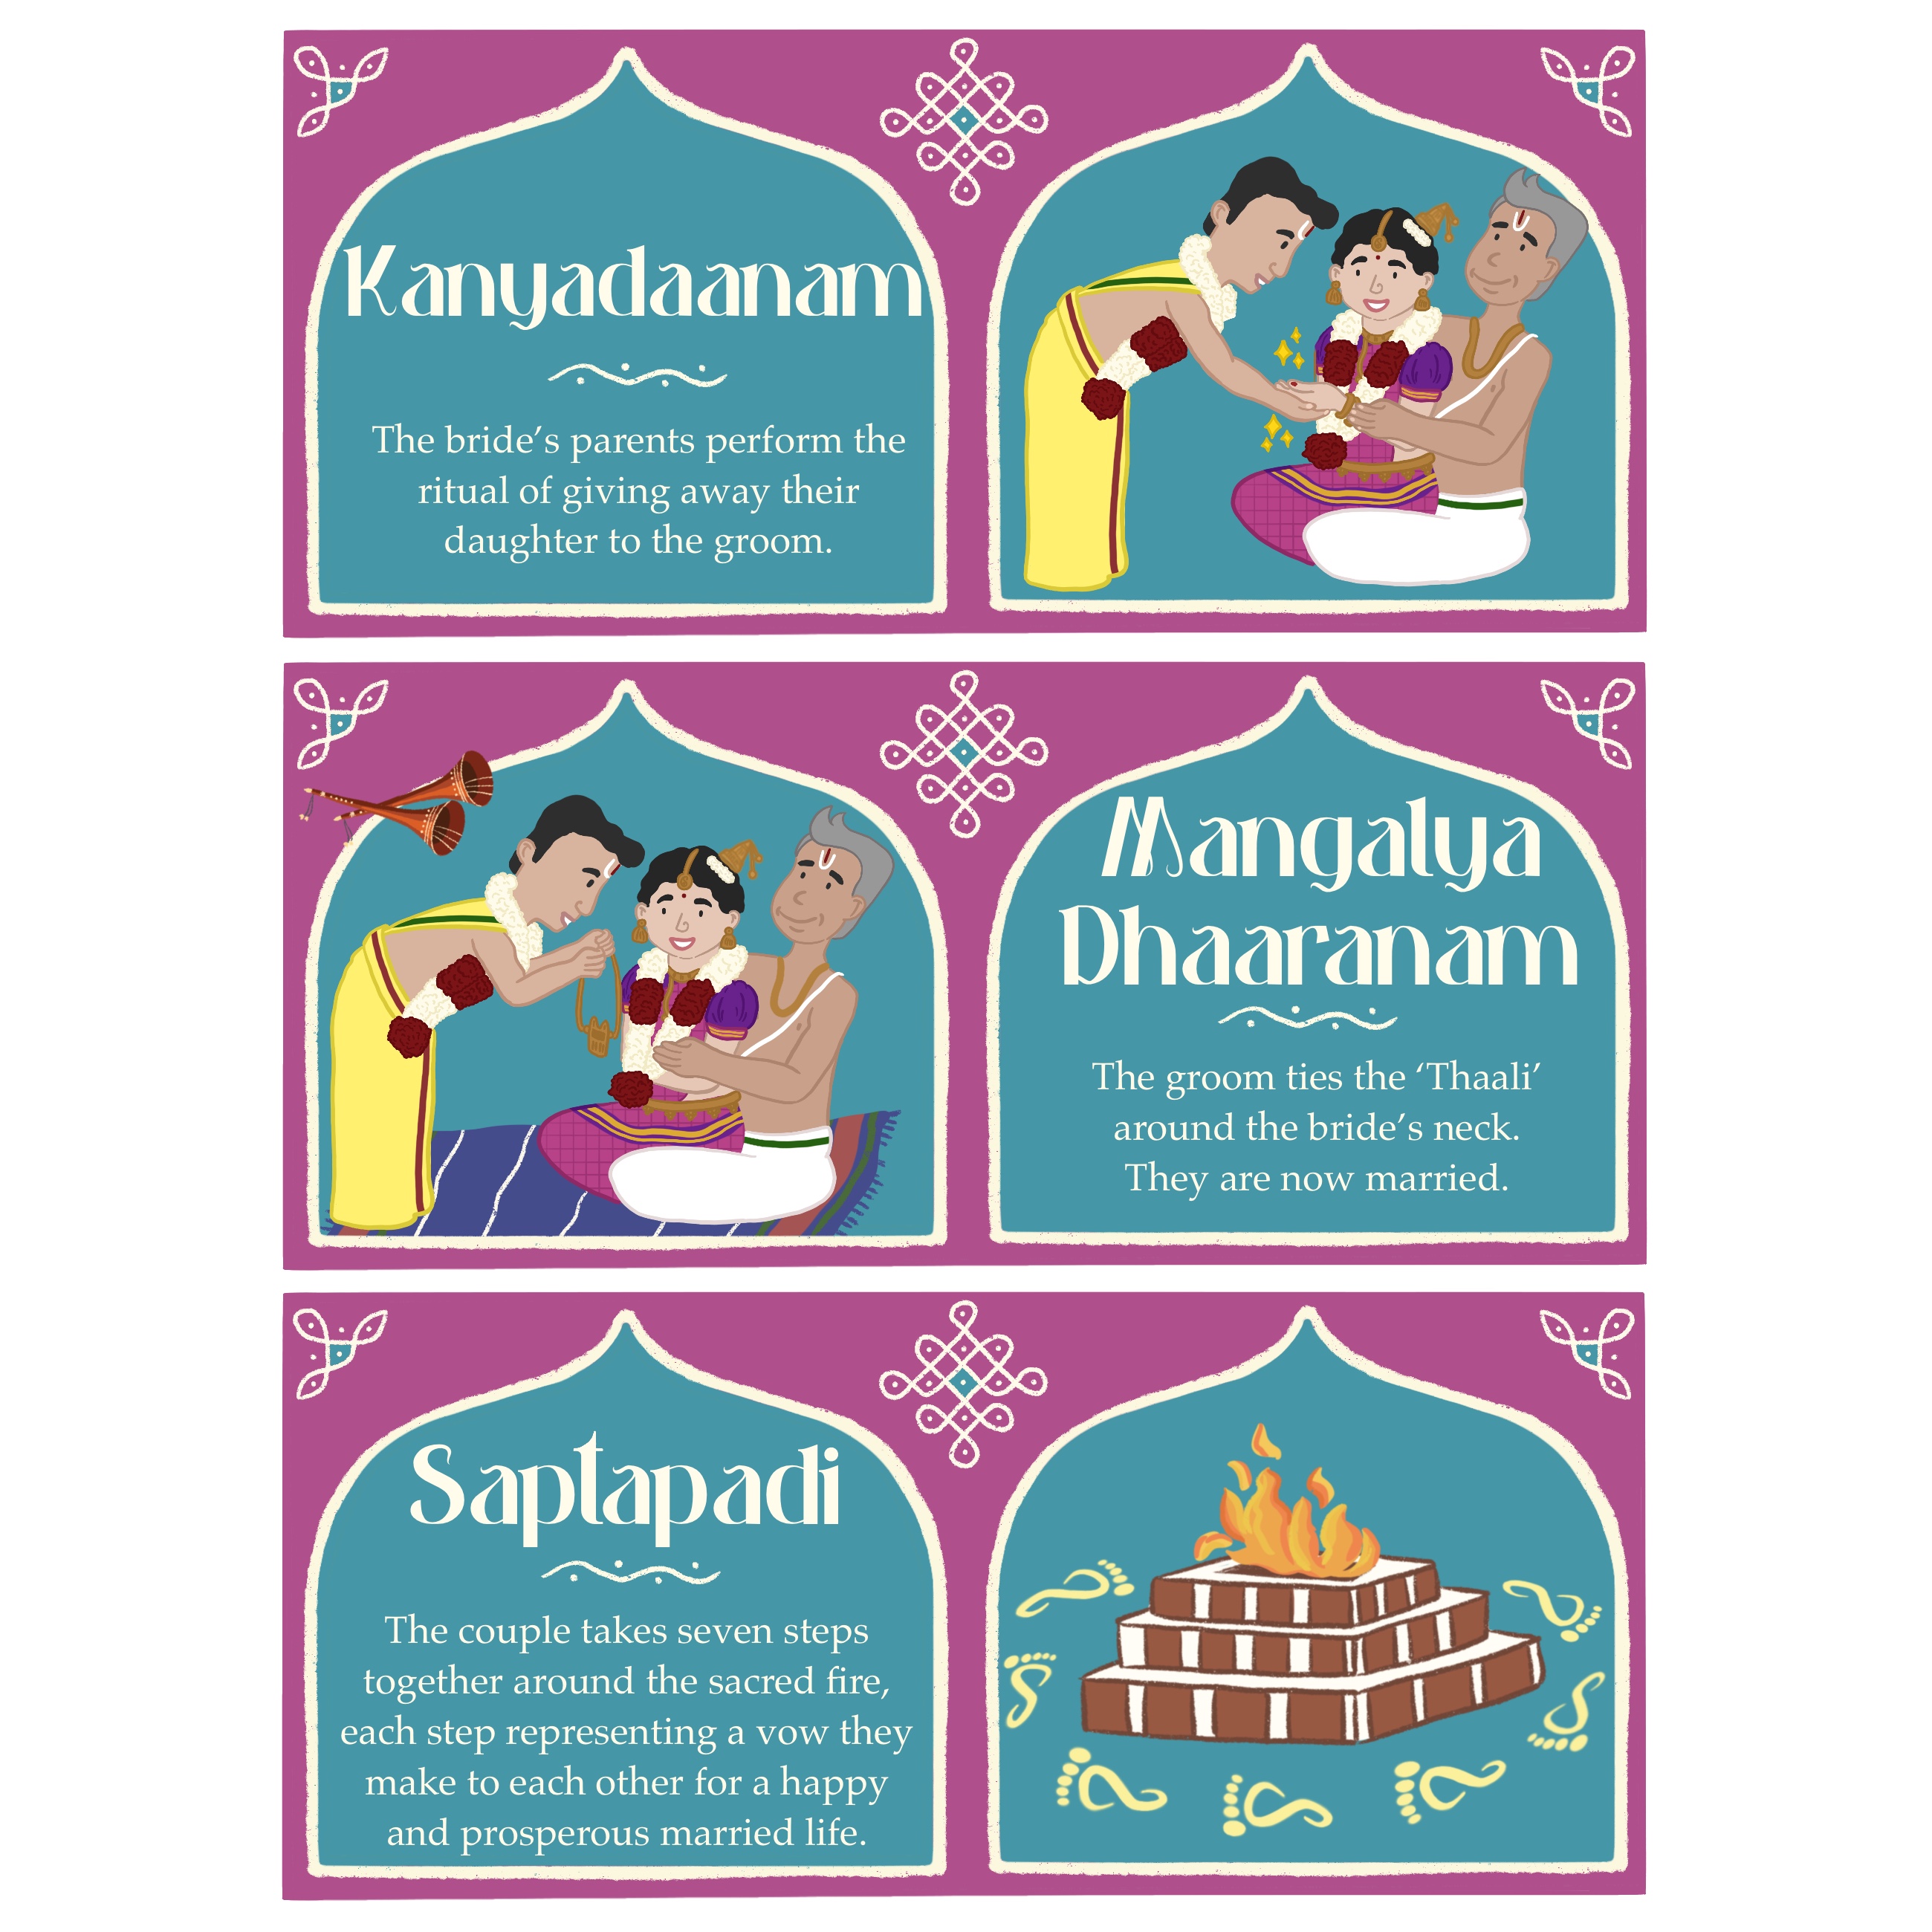 Kanyadaanam
The bride’s parents perform the
ritual of giving away their
daughter to the groom.
Mangalya
Dhaaranam
The groom ties the ‘Thaali’
around the bride’s neck.
They are now married.
Saptapadi
The couple takes seven steps
together around the sacred fire,
each step representing a vow they
make to each other for a happy
and prosperous married life.